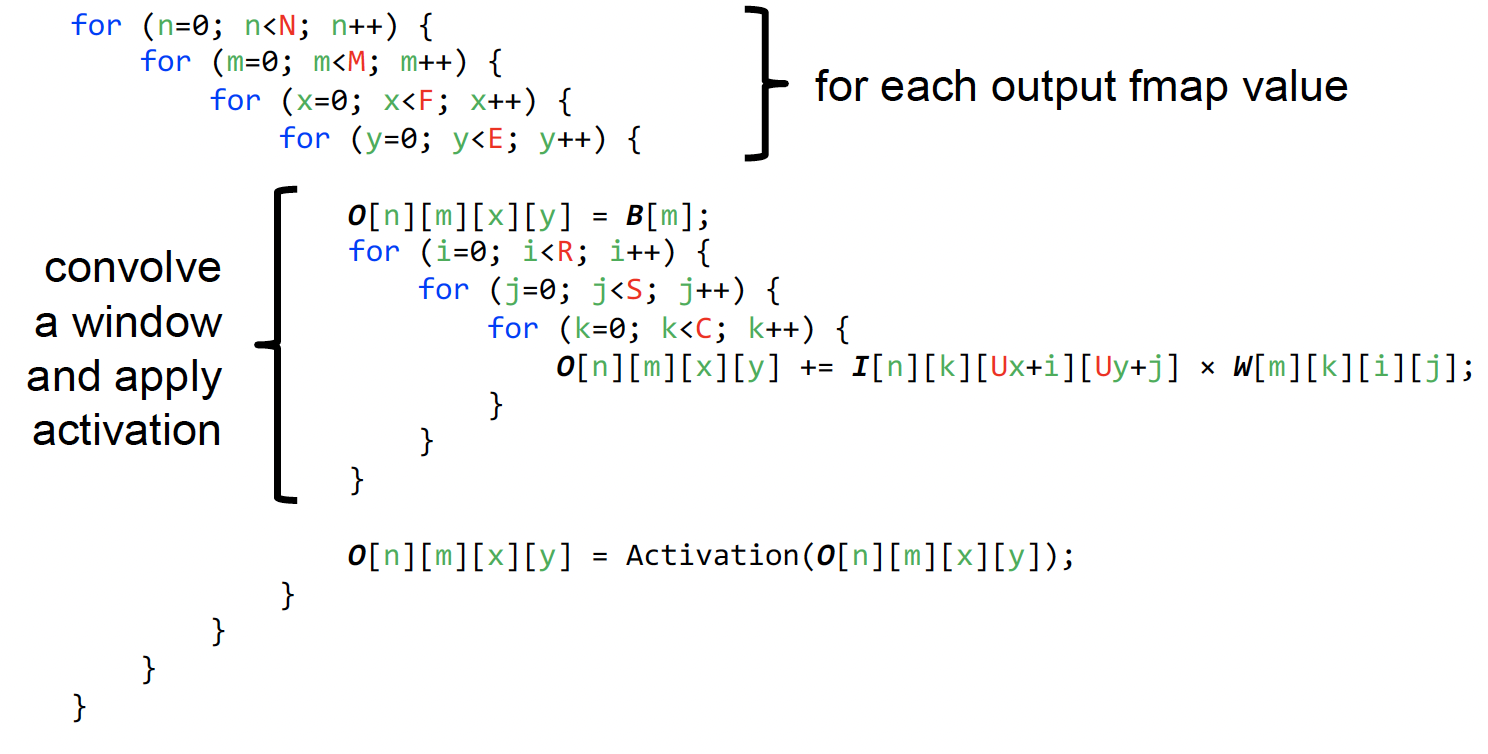 for (n=0; n<N; n++) {
for (m=0; m<M; m++) {
for (x=0; x<F; x++) {
for (y=0; y<E; y++) {
for each output fmap value
convolve
a window
and apply
activation
O[n][m][x][y] = B[m];
for (i=0; i<R; i++) {
for (j=0; j<S; j++) {
for (k=0; k<C; k++) {
O[n][m][x][y] += I[n][k][Ux+i][Uy+j] × W[m][k][i][j];
}
}
}
O[n][m][x][y] = Activation(O[n][m][x][y]);
}
}
}
}